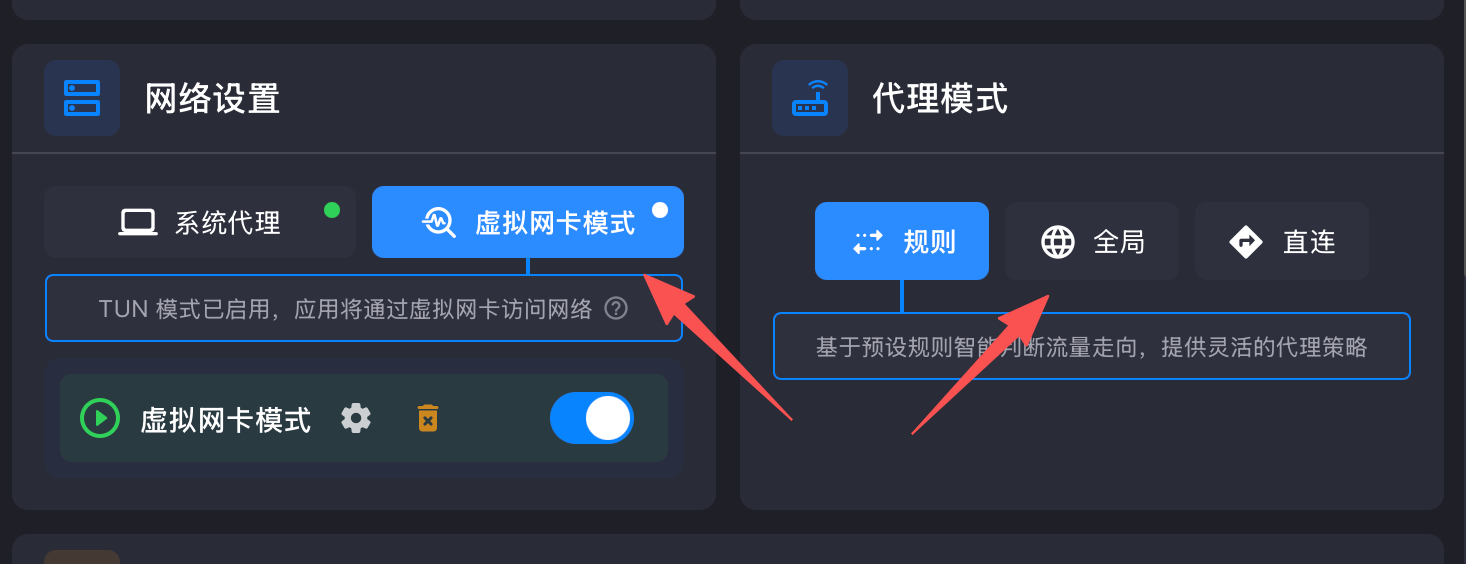 网络设置
系统代理
虚拟网卡模式
TUN 模式已启用，应用将通过虚拟网卡访问网络
虚拟网卡模式
代理模式
规则
全局
直连
基于预设规则智能判断流量走向，提供灵活的代理策略